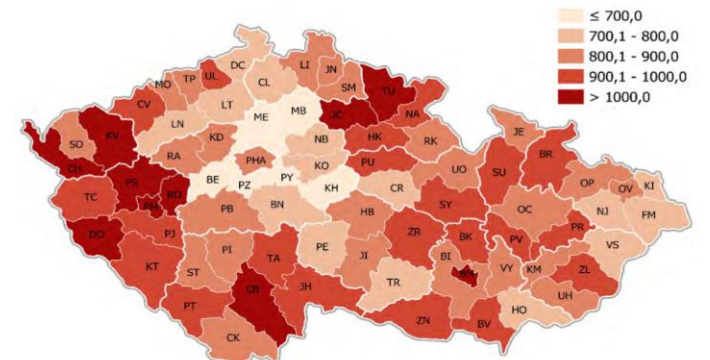 ≤ 700,0
700,1 - 800,0
800,1 - 900,0
900,1 - 1000,0
> 1000,0
DC
LI
JN
UL
TP
MO
CL
SM
TU
CV
LT
MB
JC
NA
ME
LN
KV
SO
KD
NB
HK
RK
JE
RA
PHA
KO
PU
BR
CH
PS
RO
BE
PZ
PY
KH
CR
UO
SU
OP
OV
KI
TC
PM
PB
BN
HB
SY
OC
NJ
FM
DO
PJ
PI
TA
PE
ZR
BK
PV
PR
VS
KT
ST
JI
BI
BM
VY
KM
ZL
CB
JH
TR
PT
UH
HO
CK
ZN
BV